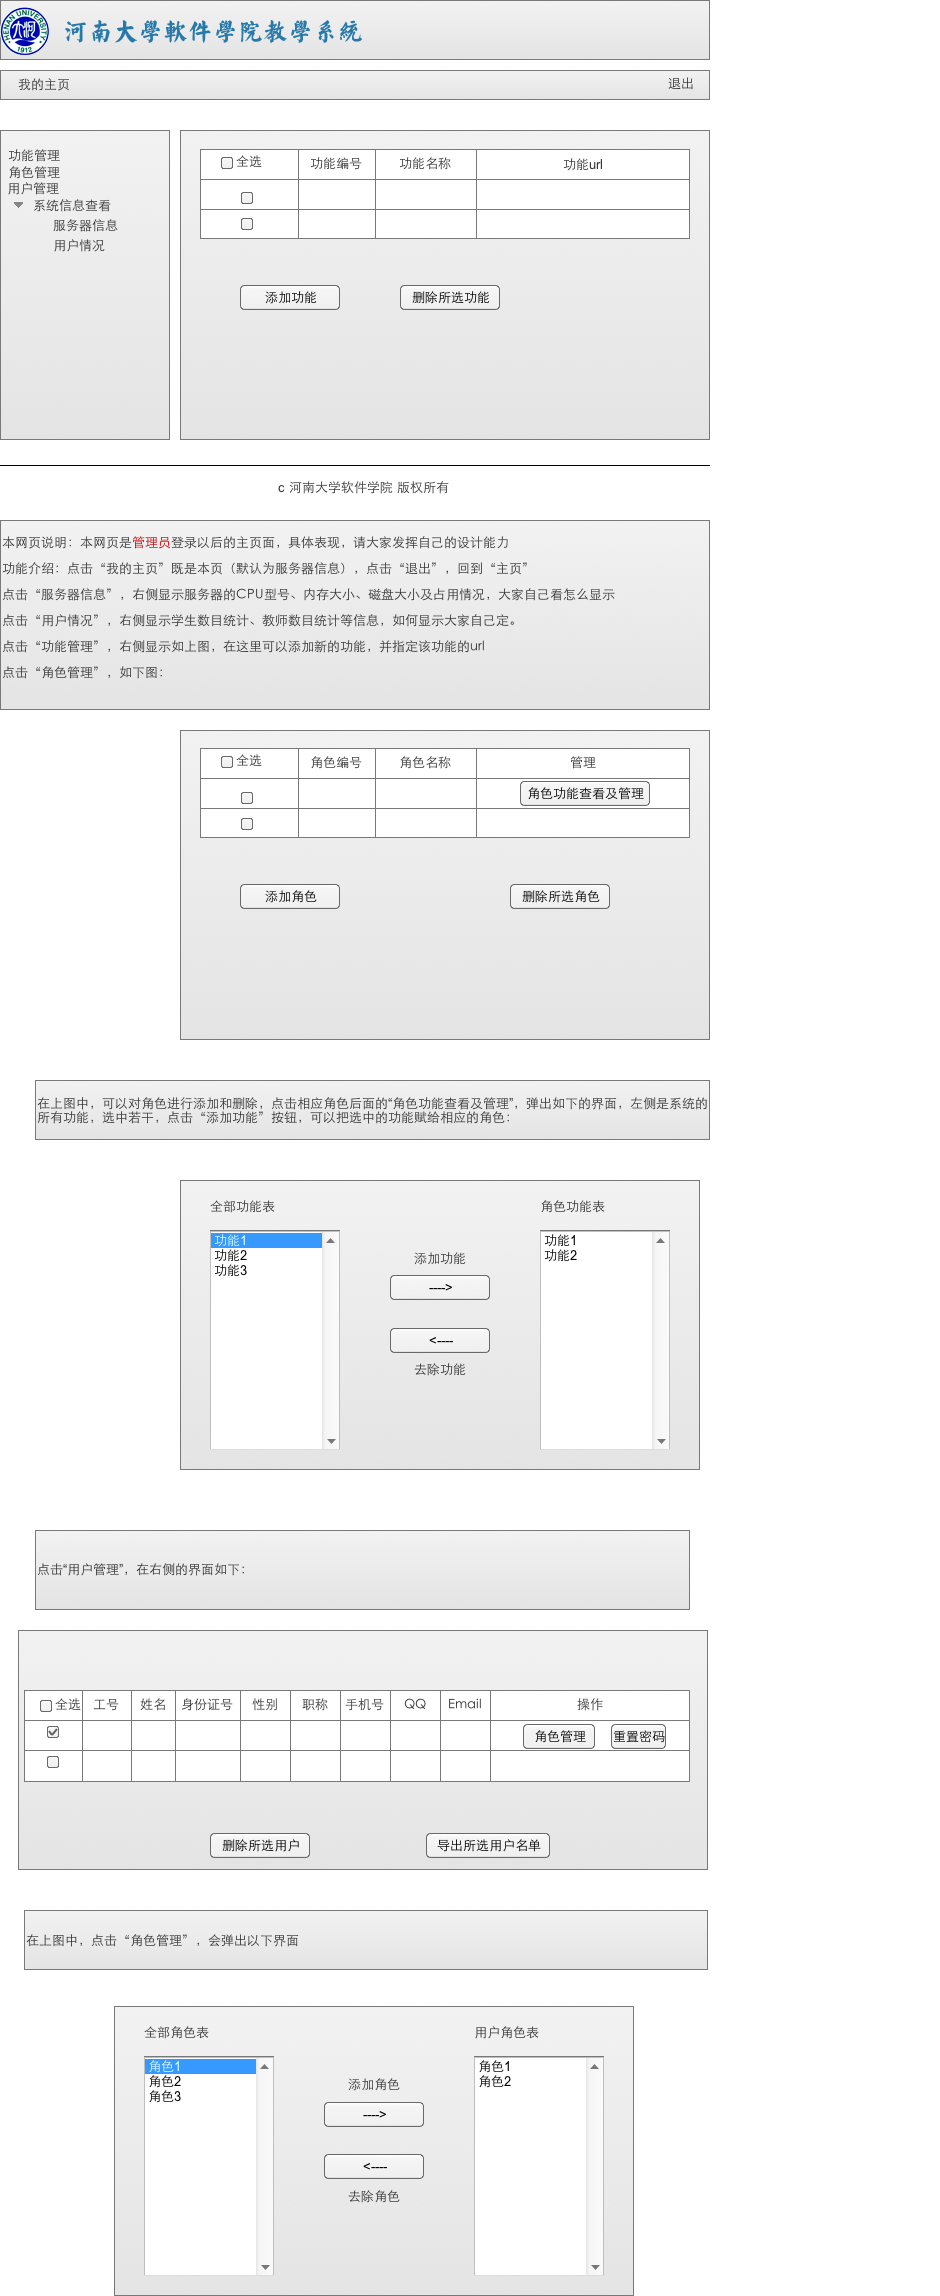 HENAN UNIVERSITY
1912
河南大學軟件學院教學系統
我的主页 退出
功能管理
角色管理
用户管理
系统信息查看
服务器信息
用户情况
全选 功能编号 功能名称 功能url
添加功能 删除所选功能
c 河南大学软件学院 版权所有
本网页说明：本网页是管理员登录以后的主页面，具体表现，请大家发挥自己的设计能力
功能介绍：点击“我的主页”既是本页（默认为服务器信息），点击“退出”，回到“主页”
点击“服务器信息”，右侧显示服务器的CPU型号、内存大小、磁盘大小及占用情况，大家自己看怎么显示
点击“用户情况”，右侧显示学生数目统计、教师数目统计等信息，如何显示大家自己定。
点击“功能管理”，右侧显示如上图，在这里可以添加新的功能，并指定该功能的url
点击“角色管理”，如下图：
全选 角色编号 角色名称 管理
角色功能查看及管理
添加角色 删除所选角色
在上图中，可以对角色进行添加和删除，点击相应角色后面的“角色功能查看及管理”，弹出如下的界面，左侧是系统的
所有功能，选中若干，点击“添加功能”按钮，可以把选中的功能赋给相应的角色：
全部功能表 角色功能表
功能1
功能2
功能3
添加功能
---->
<----
去除功能
功能1
功能2
点击“用户管理”，在右侧的界面如下：
全选 工号 姓名 身份证号 性别 职称 手机号 QQ Email 操作
角色管理 重置密码
删除所选用户 导出所选用户名单
在上图中，点击“角色管理”，会弹出以下界面
全部角色表 用户角色表
角色1
角色2
角色3
添加角色
---->
<----
去除角色
角色1
角色2